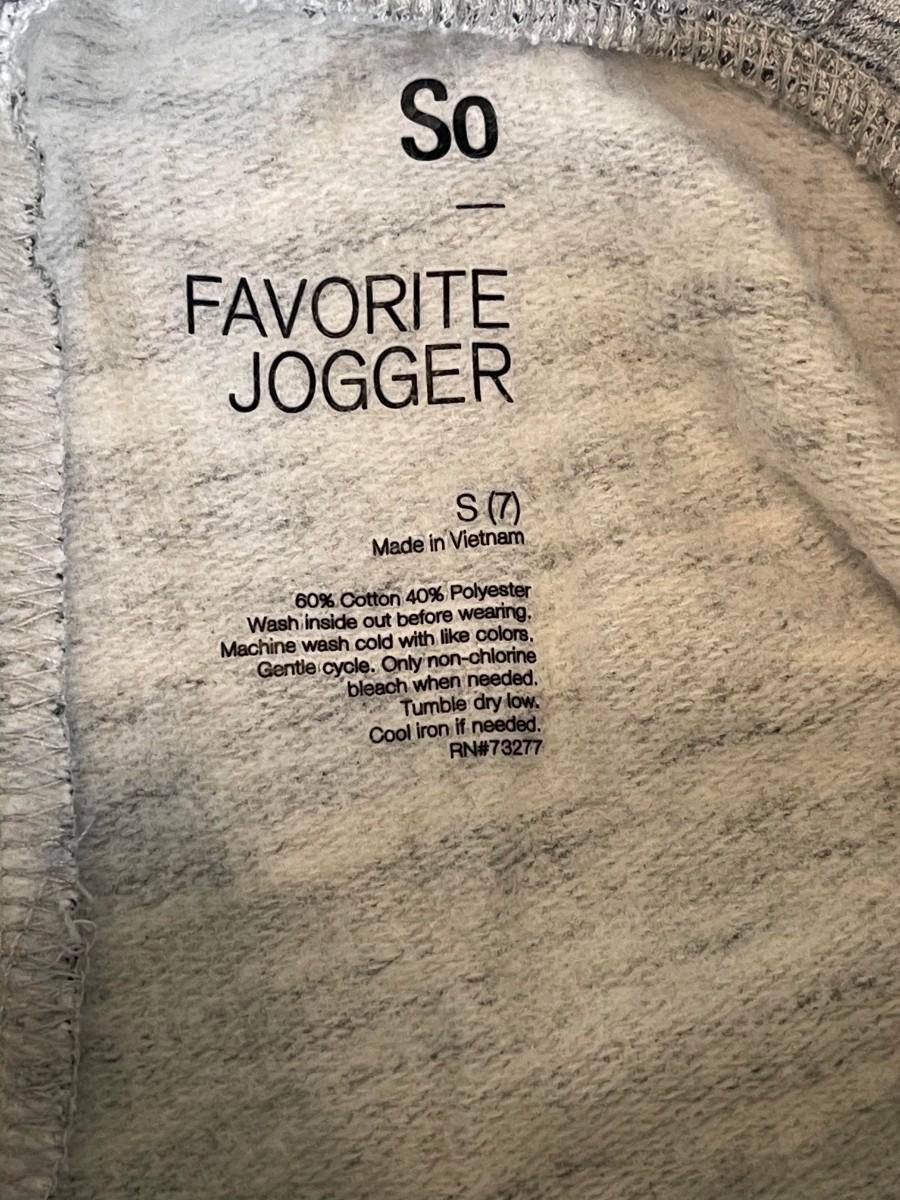 So
—
FAVORITE
JOGGER
S (7)
Made in Vietnam
60% Cotton 40% Polyester
Wash inside out before wearing.
Machine wash cold with like colors.
Gentle cycle. Only non-chlorine
bleach when needed.
Tumble dry low.
Cool iron if needed.
RN#73277